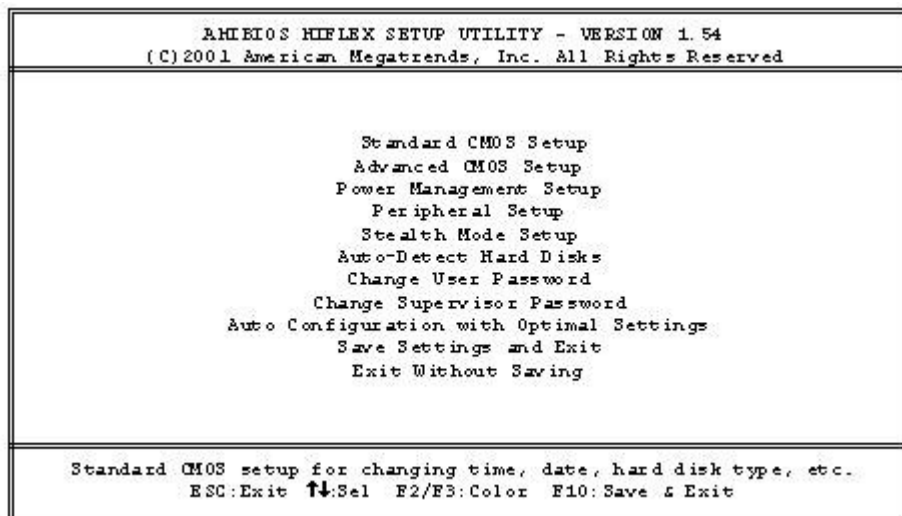 AMIBIOS HIFLEX SETUP UTILITY - VERSION 1.54
(C)2001 American Megatrends, Inc. All Rights Reserved
Standard CMOS Setup
Advanced CMOS Setup
Power Management Setup
Peripheral Setup
Stealth Mode Setup
Auto-Detect Hard Disks
Change User Password
Change Supervisor Password
Auto Configuration with Optimal Settings
Save Settings and Exit
Exit Without Saving
Standard CMOS setup for changing time, date, hard disk type, etc.
ESC:Exit ↑↓:Sel F2/F3:Color F10:Save & Exit